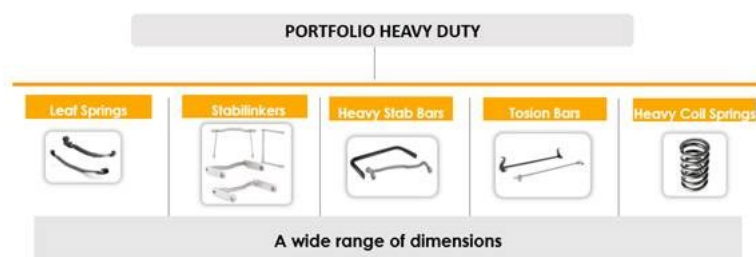 PORTFOLIO HEAVY DUTY
Leaf Springs
Stabilinkers
Heavy Stab Bars
Tosion Bars
Heavy Coil Springs
A wide range of dimensions